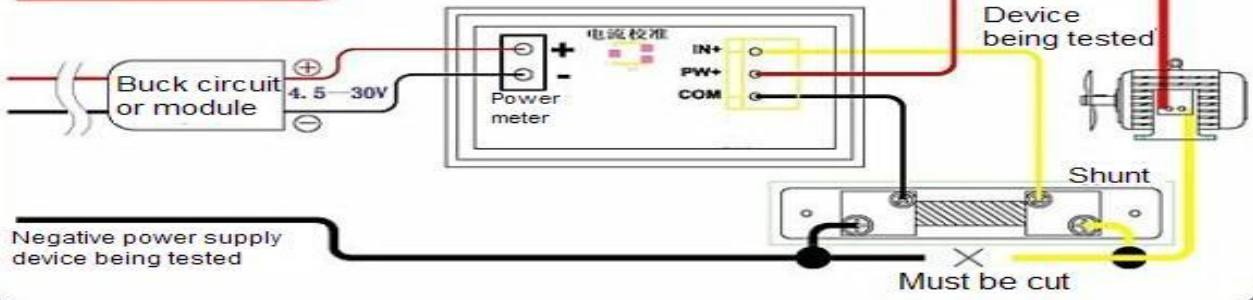 Device
being tested
电流校准
+
-
IN+
PW+
COM
Buck circuit
or module
+
4.5—30V
-
Power
meter
Shunt
Negative power supply
device being tested
Must be cut